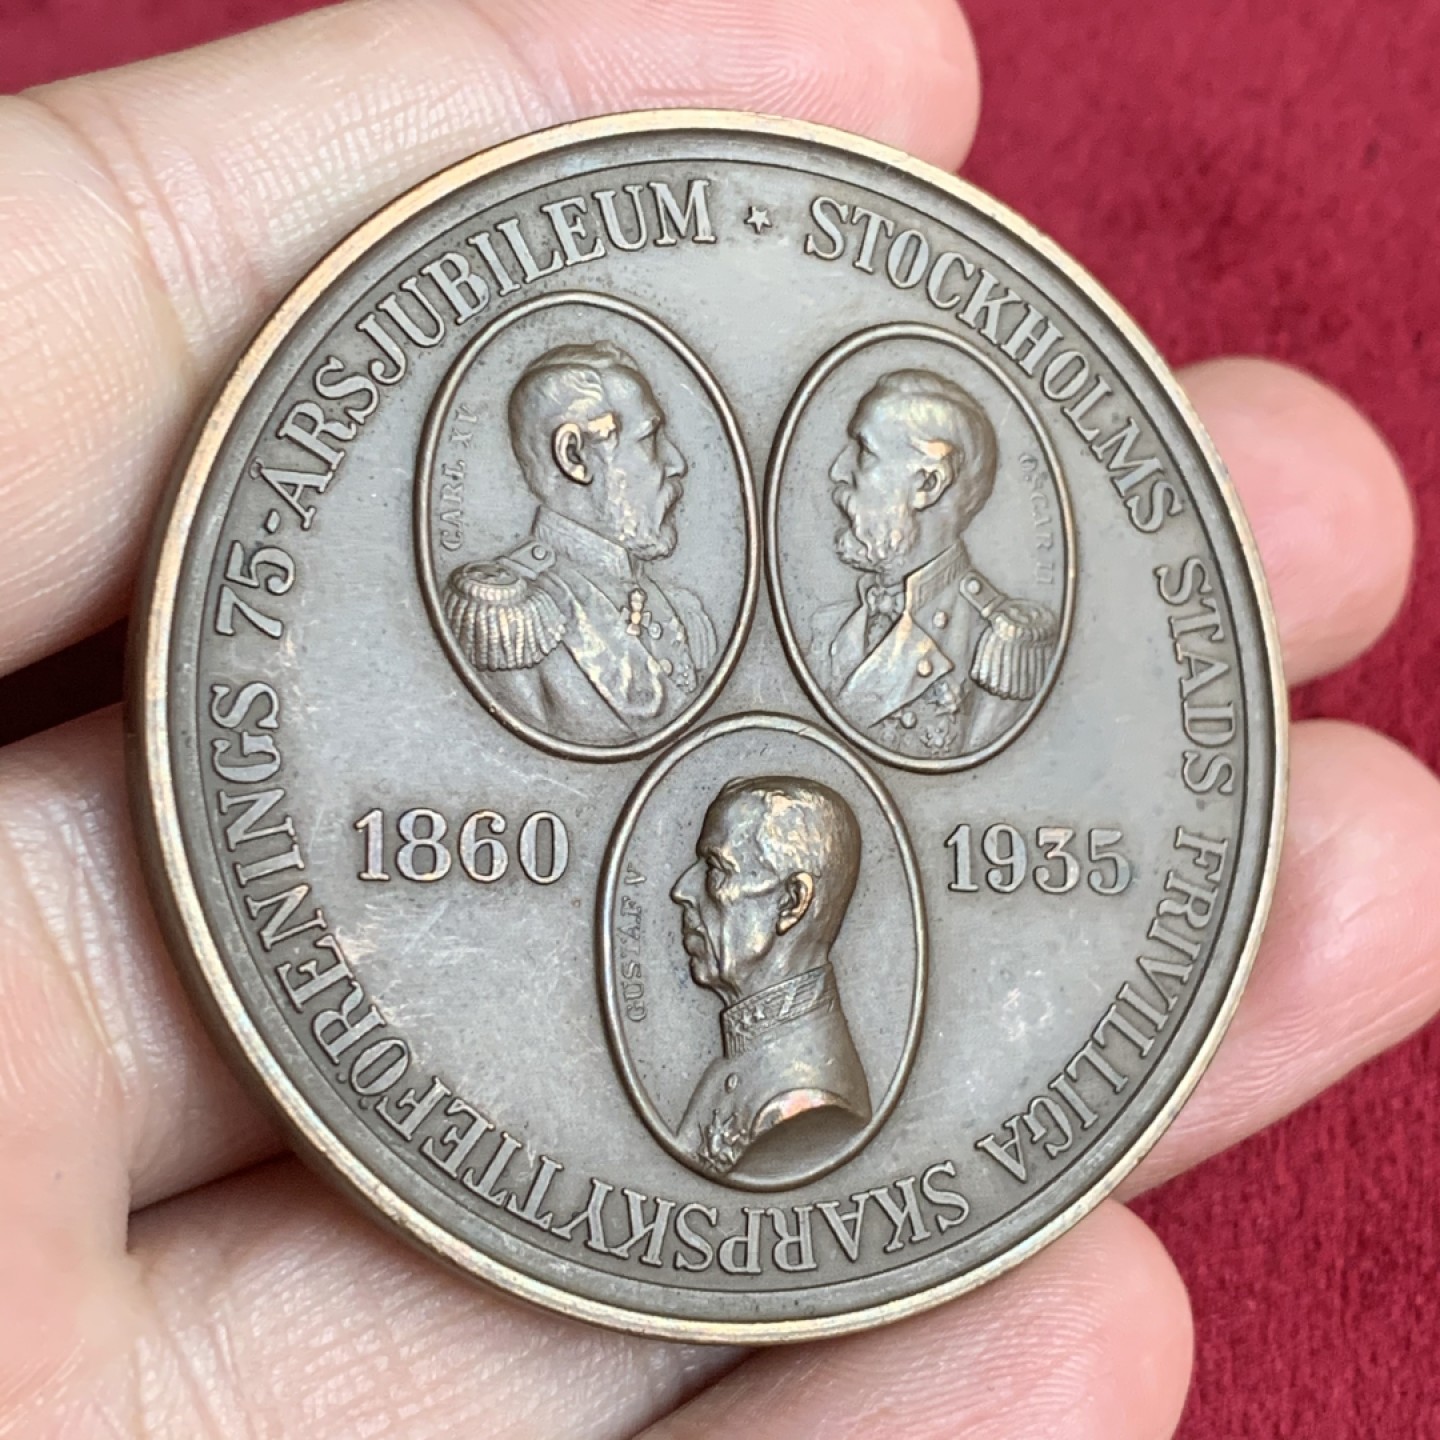 STOCKHOLMS STADS FRIVILLIGA SKARPSKYTTEFÖRENINGS 75-ÅRSJUBILEUM
CARL XV
OSCAR II
1860
1935
GUSTAF V